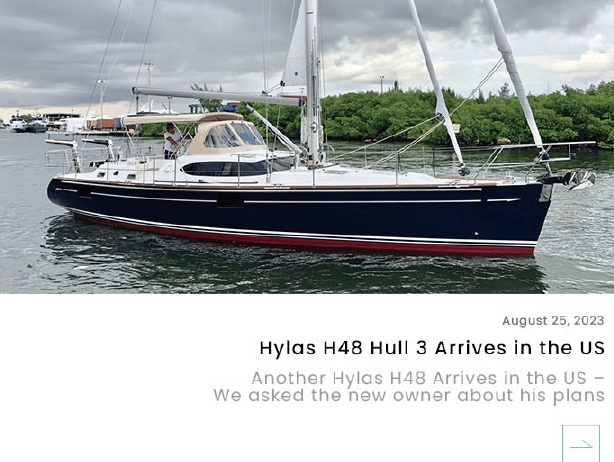 August 25, 2023
Hylas H48 Hull 3 Arrives in the US
Another Hylas H48 Arrives in the US –
We asked the new owner about his plans